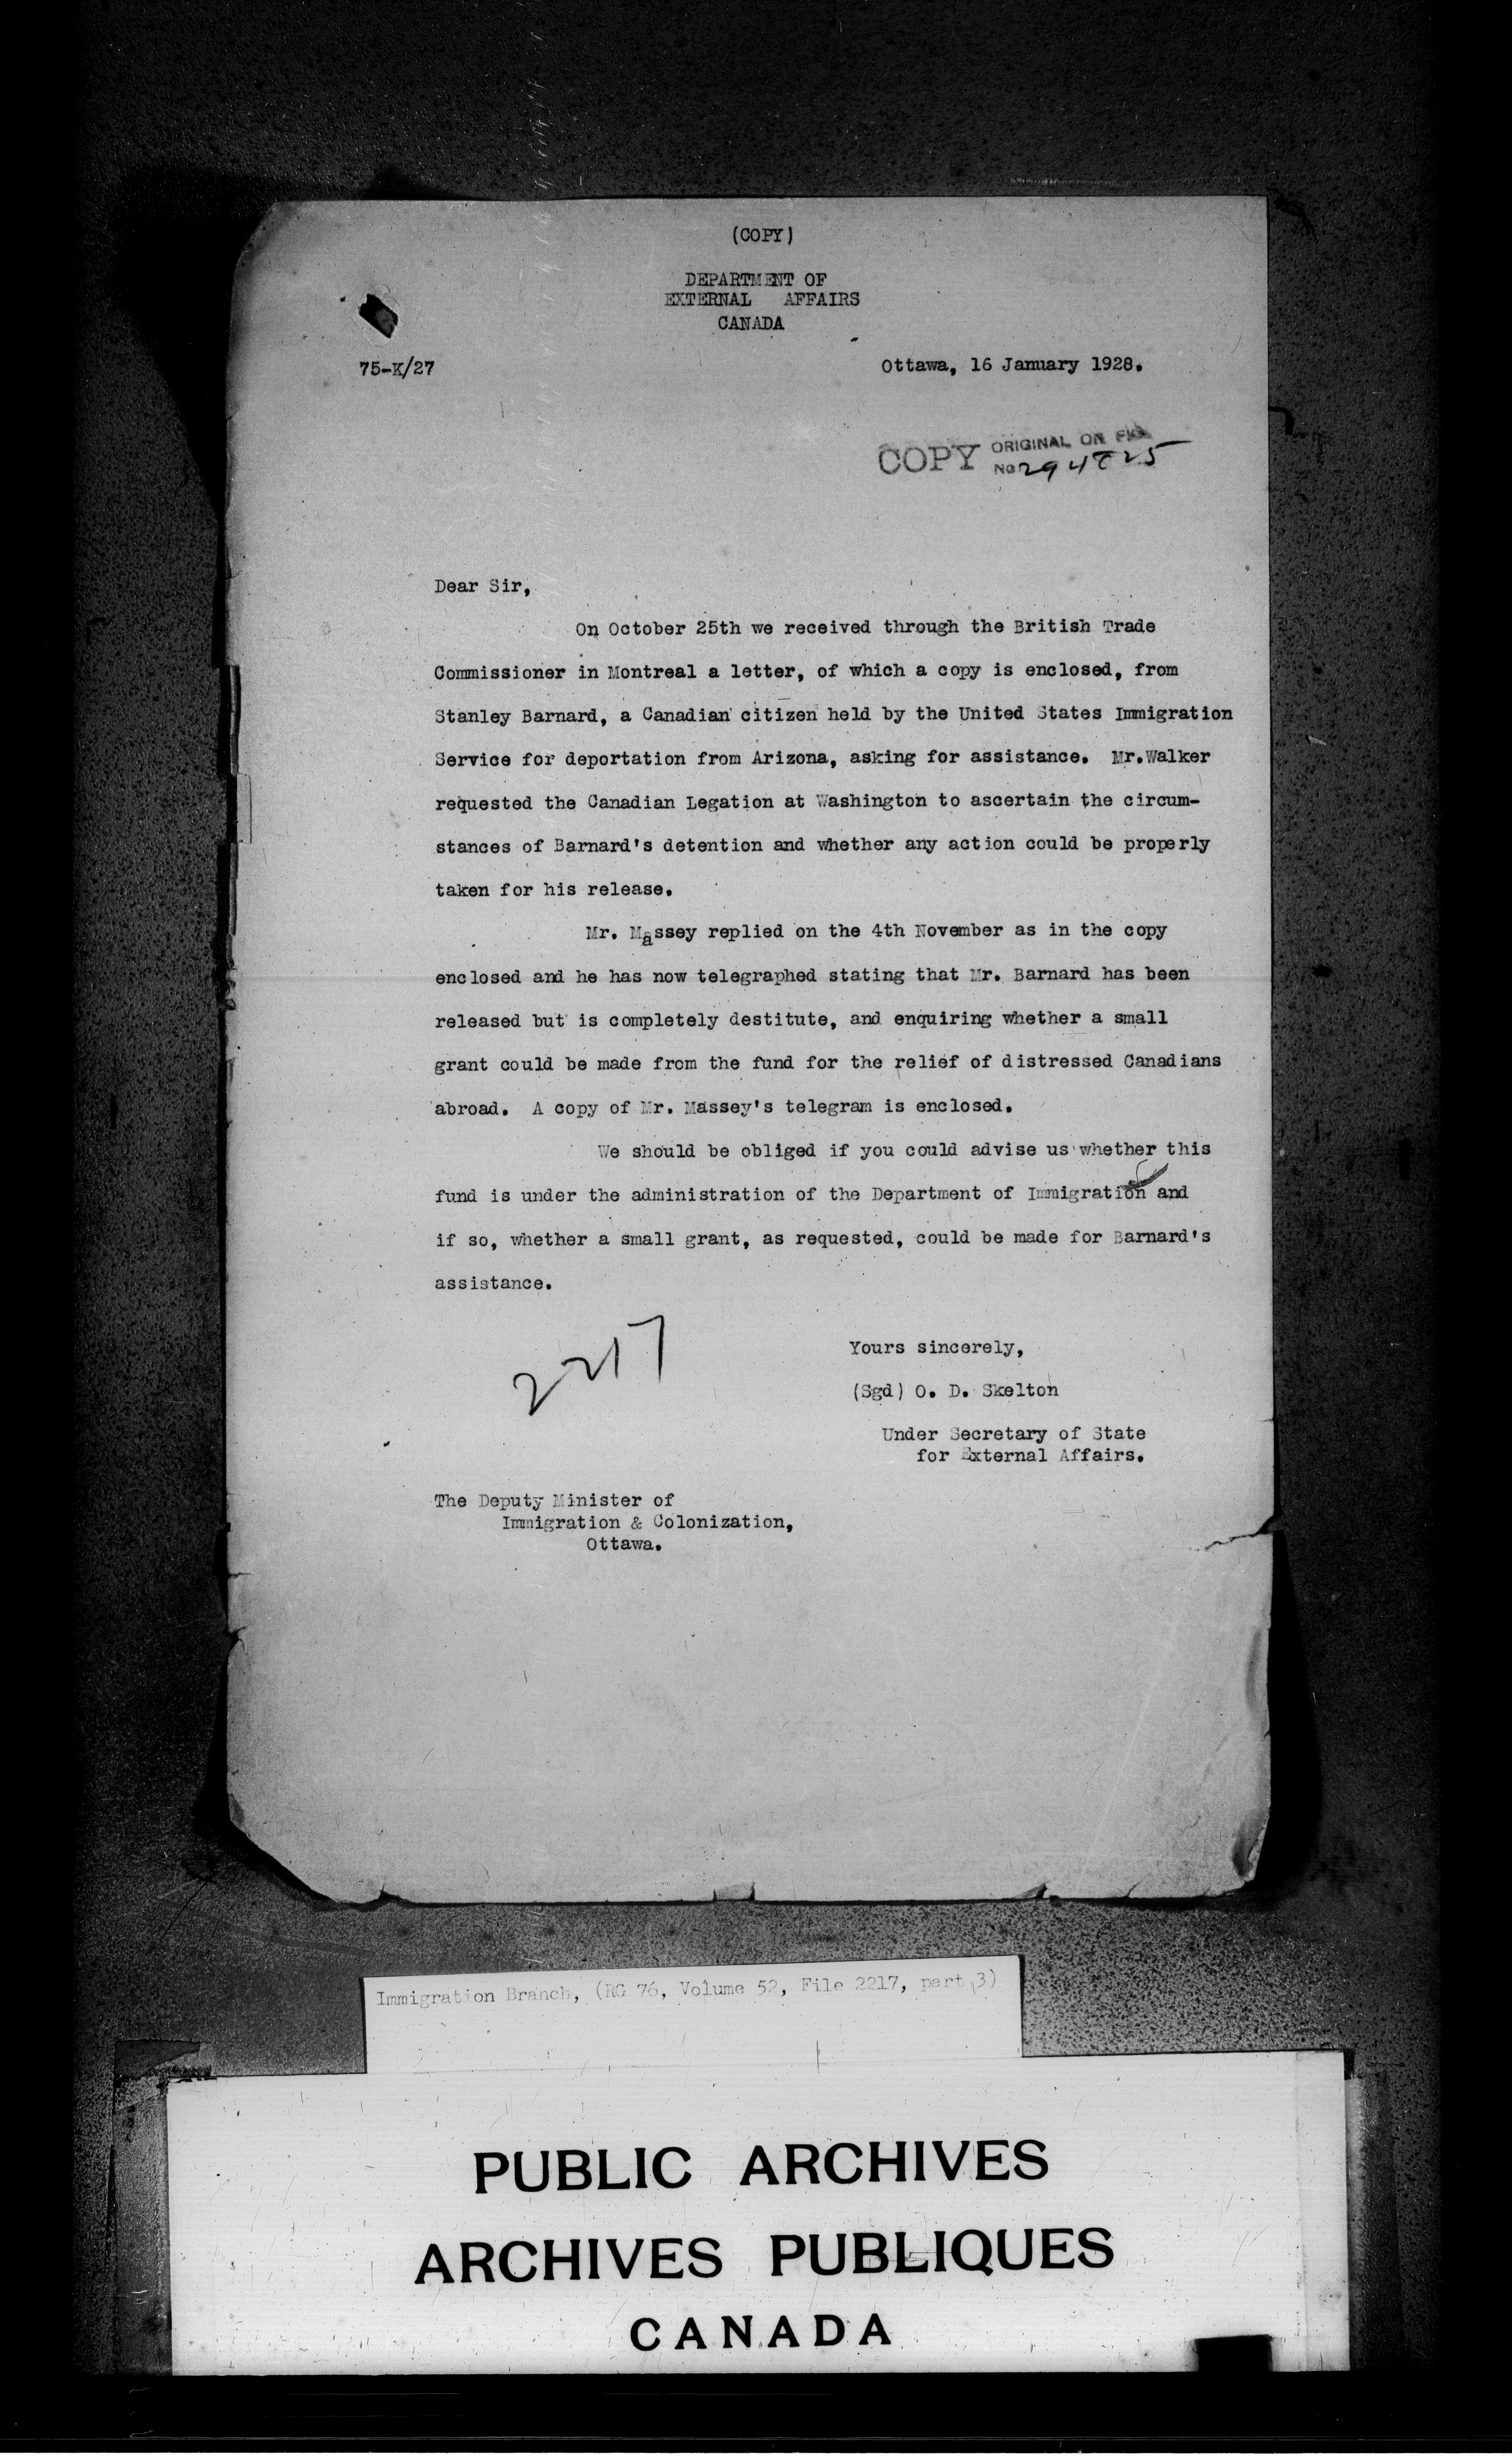 (COPY)
DEPARTMENT OF
EXTERNAL AFFAIRS
CANADA
75-K/27
Ottawa, 16 January 1928.
COPY ORIGINAL ON
No
Dear Sir,
On October 25th we received through the British Trade
Commissioner in Montreal a letter, of which a copy is enclosed, from
Stanley Barnard, a Canadian citizen held by the United States Immigration
Service for deportation from Arizona, asking for assistance. Mr.Walker
requested the Canadian Legation at Washington to ascertain the circum-
stances of Barnard's detention and whether any action could be properly
taken for his release.
Mr. Massey replied on the 4th November as in the copy
enclosed and he has now telegraphed stating that Mr. Barnard has been
released but is completely destitute, and enquiring whether a small
grant could be made from the fund for the relief of distressed Canadians
abroad. A copy of Mr. Massey's telegram is enclosed.
We should be obliged if you could advise us whether this
fund is under the administration of the Department of Immigration and
if so, whether a small grant, as requested, could be made for Barnard's
assistance.
2217
Yours sincerely,
(Sgd) O. D. Skelton
Under Secretary of State
for External Affairs.
The Deputy Minister of
Immigration & Colonization,
Ottawa.
Immigration Branch, (RG 76, Volume 52, File 2217, part 3)
PUBLIC ARCHIVES
ARCHIVES PUBLIQUES
CANADA